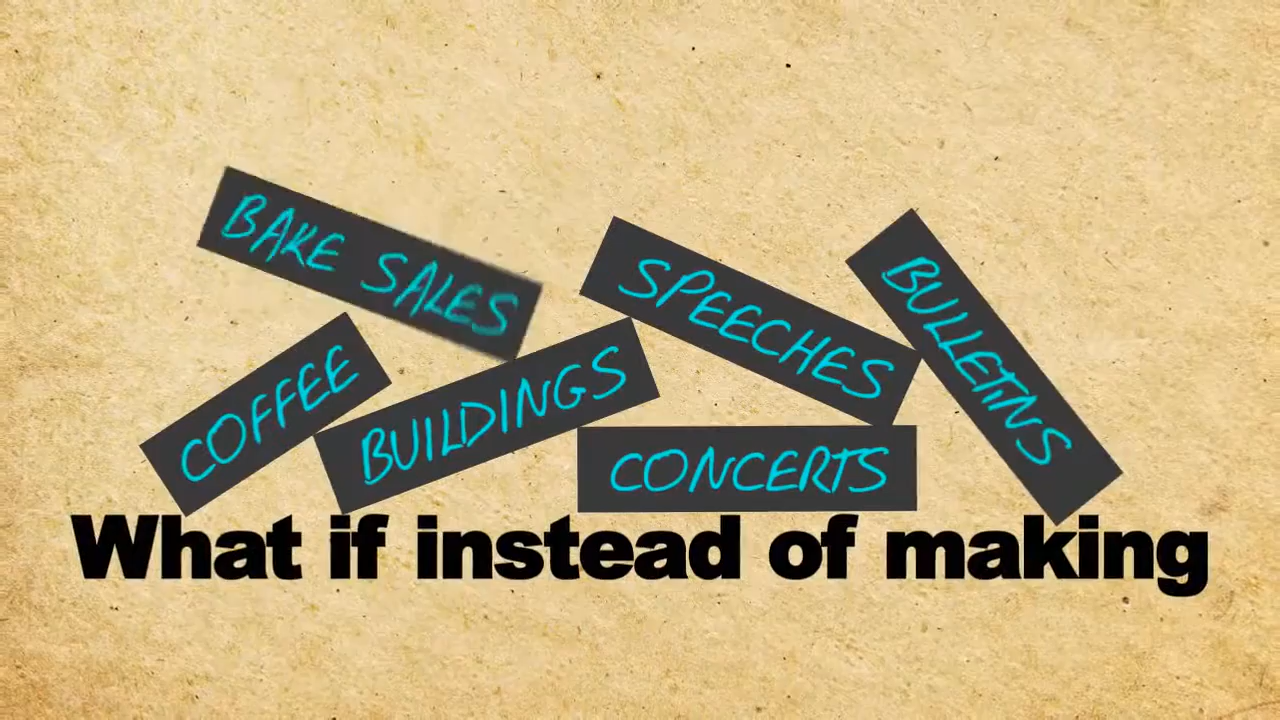 BAKE SALES
SPEECHES
BULLETINS
COFFEE
BUILDINGS
CONCERTS
What if instead of making